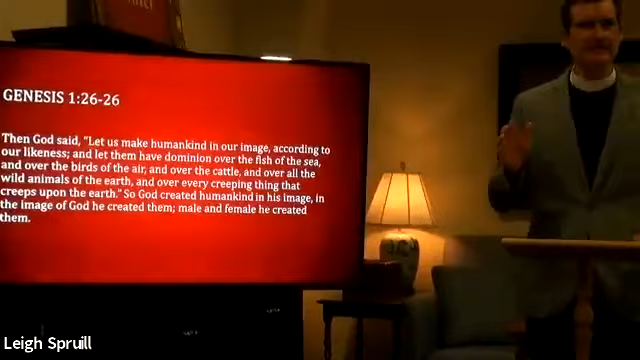 GENESIS 1:26-26
Then God said, "Let us make humankind in our image, according to
our likeness; and let them have dominion over the fish of the sea,
and over the birds of the air, and over the cattle, and over all the
wild animals of the earth, and over every creeping thing that
creeps upon the earth." So God created humankind in his image, in
the image of God he created them; male and female he created
them.
Leigh Spruill